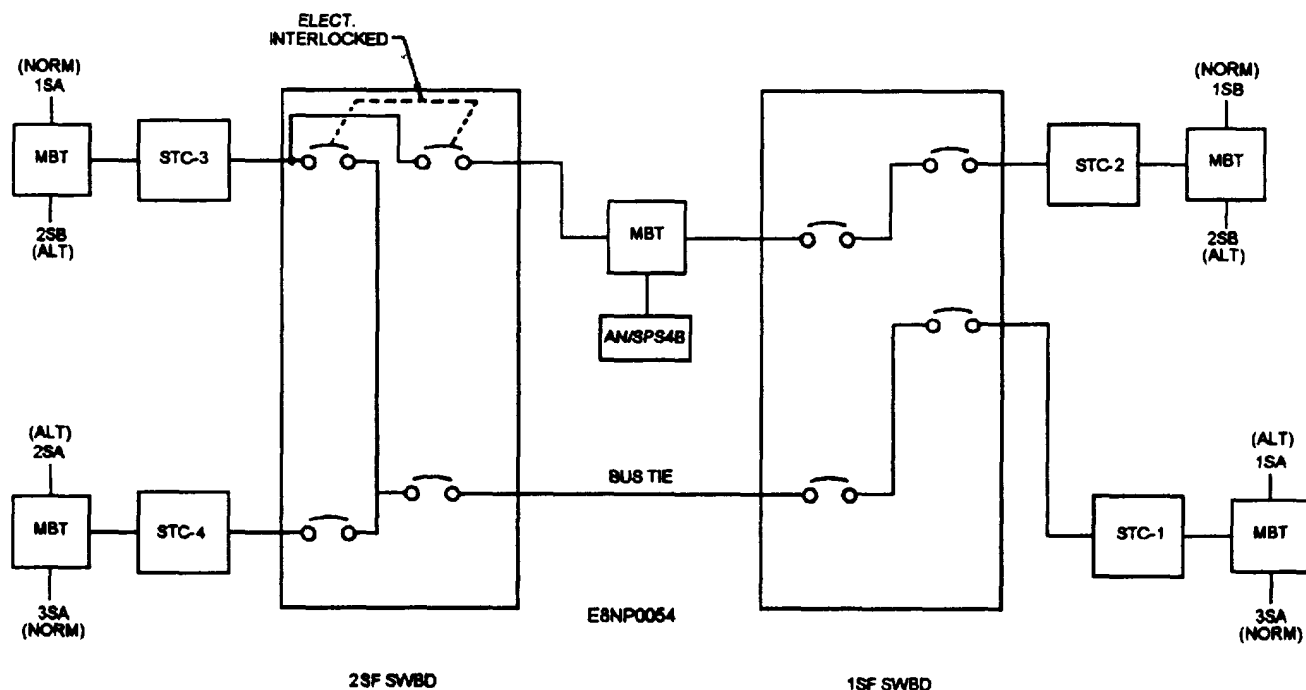 ELECT.
INTERLOCKED
(NORM)
1SA
MBT
STC-3
2SB
(ALT)
MBT
AN/SPS4B
(NORM)
1SB
STC-2
MBT
2SB
(ALT)
(ALT)
2SA
MBT
STC-4
3SA
(NORM)
BUS TIE
(ALT)
1SA
STC-1
MBT
3SA
(NORM)
E8NP0054
2SF SWBD
1SF SWBD